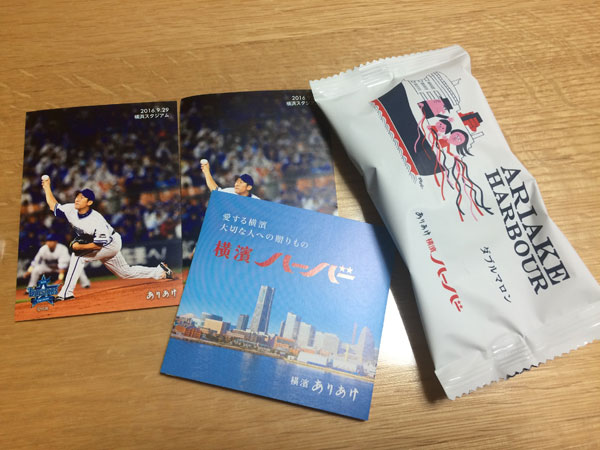 2016.9.29
横浜スタジアム
ありあけ
2016
横浜スタジアム
愛する横濱
大切な人への贈りもの
横濱ハーバー
横濱 ありあけ
ARIAKE
HARBOUR
ダブルマロン
ありあけ
横濱ハーバー